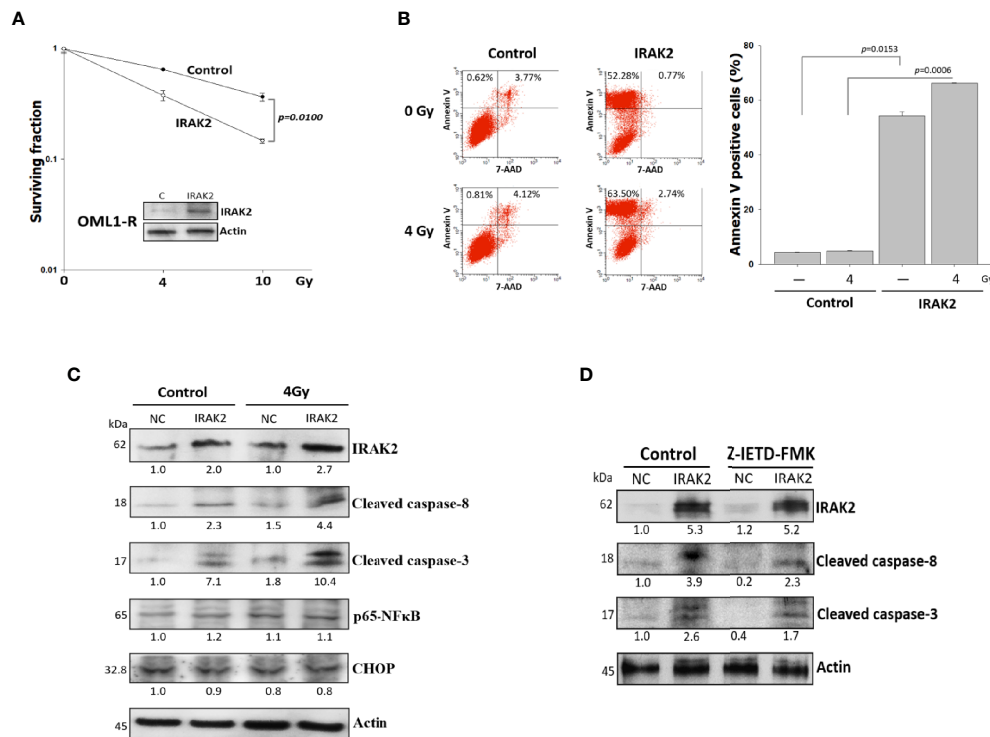 A
1
0.1
0.01
Surviving fraction
Control
IRAK2
p=0.0100
C IRAK2
IRAK2
Actin
OML1-R
0 4 10 Gy
B
Control IRAK2
0 Gy
0.62% 3.77%
52.28% 0.77%
Annexin V
7-AAD
Annexin V
7-AAD
4 Gy
0.81% 4.12%
63.50% 2.74%
Annexin V
7-AAD
Annexin V
7-AAD
Annexin V positive cells (%)
80
60
40
20
0
p=0.0153
p=0.0006
— 4 — 4 Gy
Control IRAK2
C
Control 4Gy
kDa NC IRAK2 NC IRAK2
62 IRAK2
1.0 2.0 1.0 2.7
18 Cleaved caspase-8
1.0 2.3 1.5 4.4
17 Cleaved caspase-3
1.0 7.1 1.8 10.4
65 p65-NFκB
1.0 1.2 1.1 1.1
32.8 CHOP
1.0 0.9 0.8 0.8
45 Actin
D
Control Z-IETD-FMK
kDa NC IRAK2 NC IRAK2
62 IRAK2
1.0 5.3 1.2 5.2
18 Cleaved caspase-8
1.0 3.9 0.2 2.3
17 Cleaved caspase-3
1.0 2.6 0.4 1.7
45 Actin